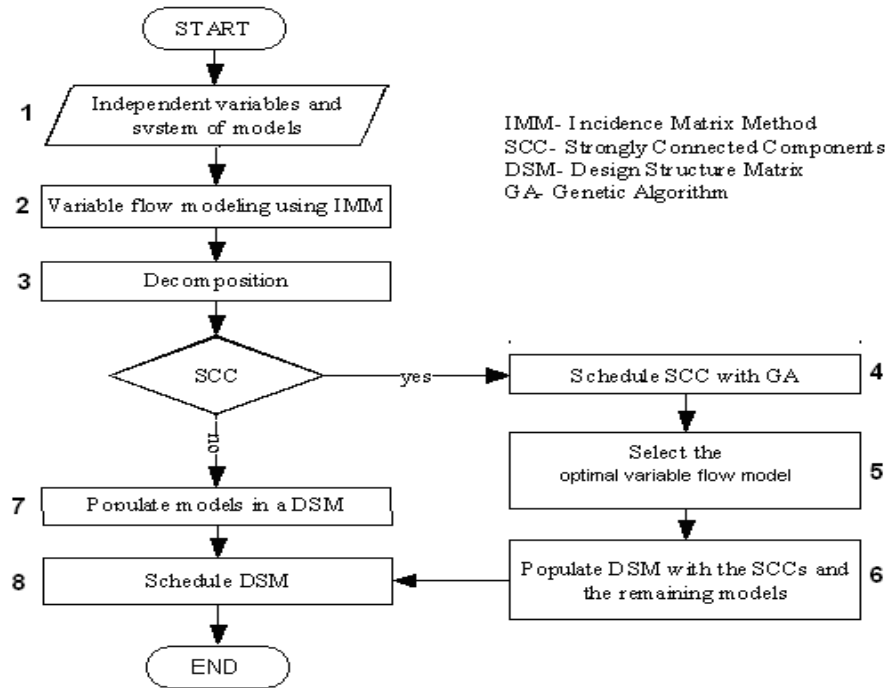 START
1
Independent variables and
system of models
IMM- Incidence Matrix Method
SCC- Strongly Connected Components
DSM- Design Structure Matrix
GA- Genetic Algorithm
2
Variable flow modeling using IMM
3
Decomposition
SCC
yes
Schedule SCC with GA
4
no
Select the
optimal variable flow model
5
7
Populate models in a DSM
8
Schedule DSM
Populate DSM with the SCCs and
the remaining models
6
END